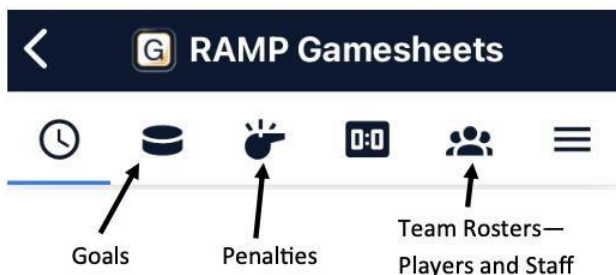 G RAMP Gamesheets
0:0
Goals
Penalties
Team Rosters—
Players and Staff